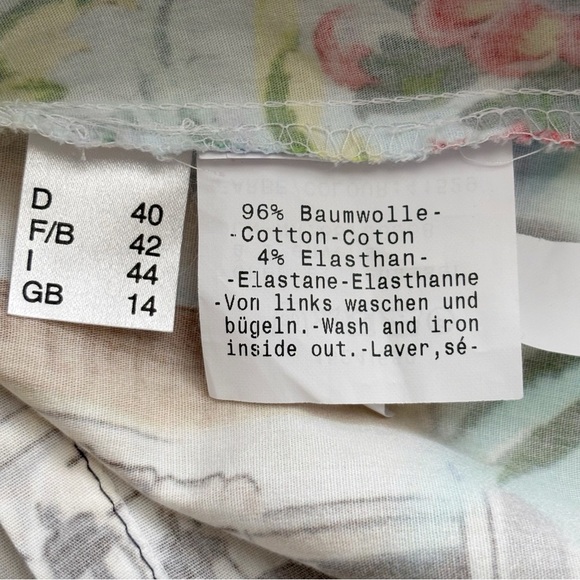 D 40
F/B 42
I 44
GB 14
96% Baumwolle-
-Cotton-Coton
4% Elasthan-
-Elastane-Elasthanne
-Von links waschen und
bügeln.-Wash and iron
inside out.-Laver,sé-